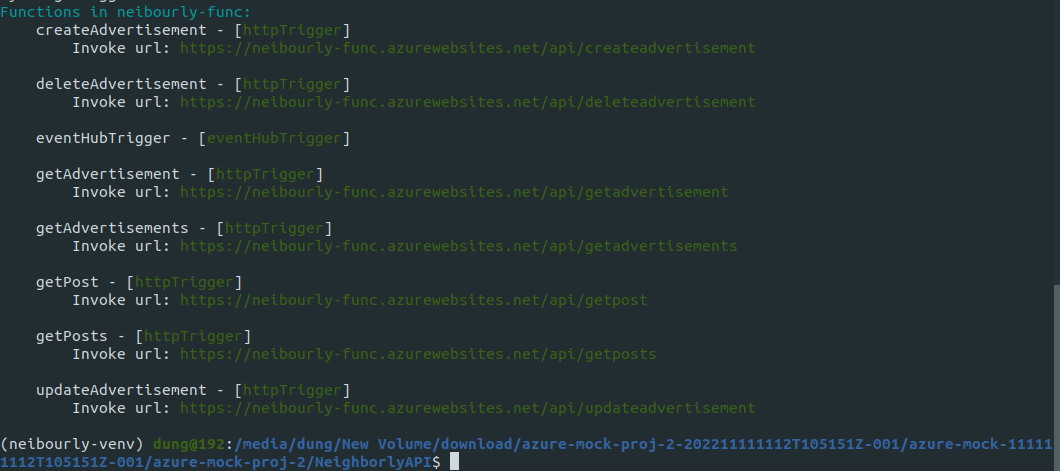 Functions in neibourly-func:
    createAdvertisement - [httpTrigger]
        Invoke url: https://neibourly-func.azurewebsites.net/api/createadvertisement
    deleteAdvertisement - [httpTrigger]
        Invoke url: https://neibourly-func.azurewebsites.net/api/deleteadvertisement
    eventHubTrigger - [eventHubTrigger]
    getAdvertisement - [httpTrigger]
        Invoke url: https://neibourly-func.azurewebsites.net/api/getadvertisement
    getAdvertisements - [httpTrigger]
        Invoke url: https://neibourly-func.azurewebsites.net/api/getadvertisements
    getPost - [httpTrigger]
        Invoke url: https://neibourly-func.azurewebsites.net/api/getpost
    getPosts - [httpTrigger]
        Invoke url: https://neibourly-func.azurewebsites.net/api/getposts
    updateAdvertisement - [httpTrigger]
        Invoke url: https://neibourly-func.azurewebsites.net/api/updateadvertisement
(neibourly-venv) dung@192:/media/dung/New Volume/download/azure-mock-proj-2-202211111112T105151Z-001/azure-mock-11111
1112T105151Z-001/azure-mock-proj-2/NeighborlyAPI$